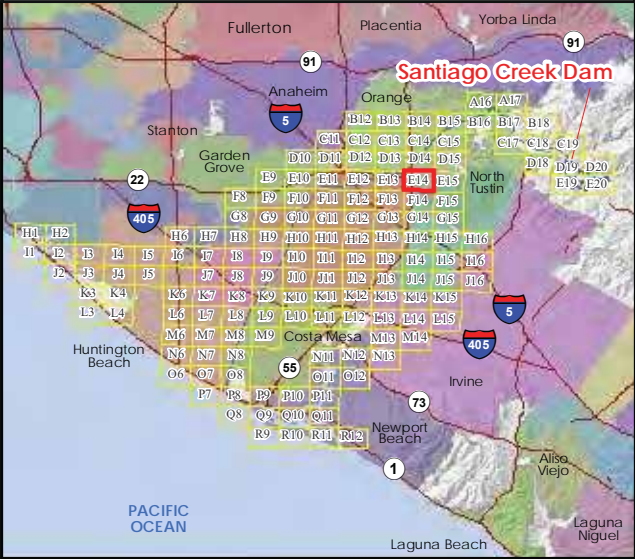 Fullerton
Placentia
Yorba Linda
91
91
Santiago Creek Dam
Anaheim
Orange
5
A16 A17
B12 B13 B14 B15 B16 B17 B18
Stanton
C11 C12 C13 C14 C15 C17 C18 C19
Garden
Grove
D10 D11 D12 D13 D14 D15 D18 D19 D20
22
E9 E10 E11 E12 E13 E14 E15 E19 E20
North
Tustin
405
F8 F9 F10 F11 F12 F13 F14 F15
G8 G9 G10 G11 G12 G13 G14 G15
H1 H2 H6 H7 H8 H9 H10 H11 H12 H13 H14 H15 H16
I1 I2 I3 I4 I5 I6 I7 I8 I9 I10 I11 I12 I13 I14 I15 I16
J2 J3 J4 J5 J7 J8 J9 J10 J11 J12 J13 J14 J15 J16
K3 K4 K6 K7 K8 K9 K10 K11 K12 K13 K14 K15
5
L3 L4 L6 L7 L8 L9 L10 L11 L12 L13 L14 L15
M6 M7 M8 M9 Costa Mesa M13 M14
405
Huntington
Beach
N6 N7 N8 N11 N12 N13
55
O6 O7 O8 O11 O12
Irvine
P7 P8 P9 P10 P11
73
Q8 Q9 Q10 Q11
Newport
Beach
R9 R10 R11 R12
1
Aliso
Viejo
PACIFIC
OCEAN
Laguna
Niguel
Laguna Beach